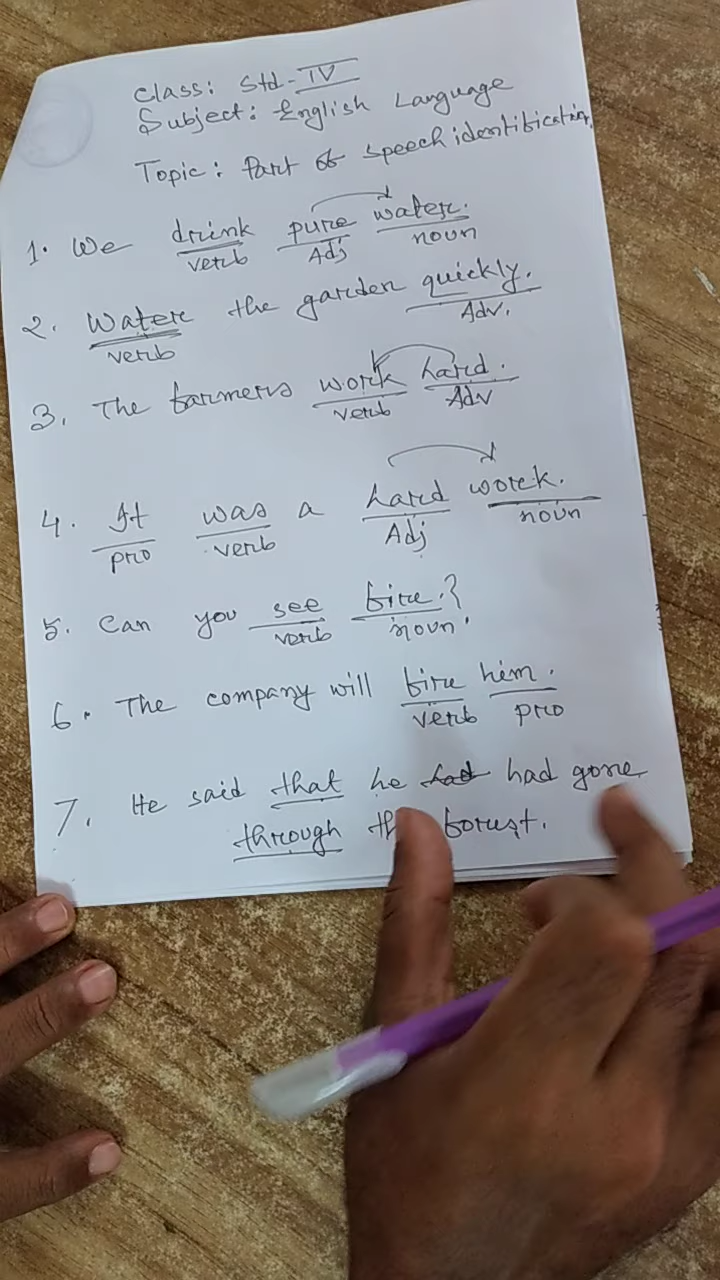 Class: Std-IV
Subject: English Language
Topic: Part of speech identification.
1. We drink pure water.
verb Adj noun
2. Water the garden quickly.
verb Adv.
3. The farmers work hard.
verb Adv
4. It was a hard work.
pro verb Adj noun
5. Can you see fire.?
verb noun.
6. The company will fire him.
verb pro
7. He said that he had had gone
through the forest.